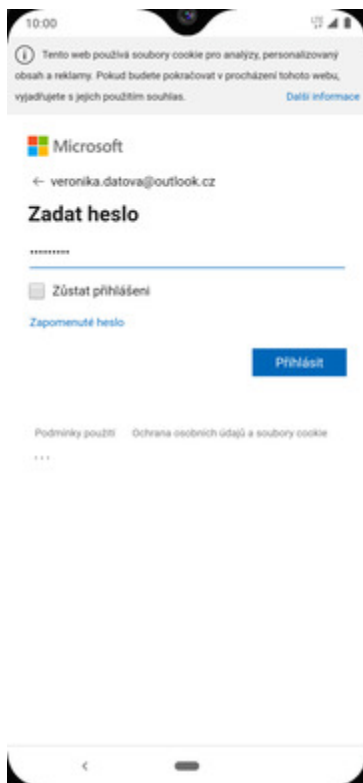 10:00
LTE
Tento web používá soubory cookie pro analýzy, personalizovaný
obsah a reklamy. Pokud budete pokračovat v procházení tohoto webu,
vyjadřujete s jejich použitím souhlas. Další informace
Microsoft
← veronika.datova@outlook.cz
Zadat heslo
•••••••••
Zůstat přihlášeni
Zapomenuté heslo
Přihlásit
Podmínky použití Ochrana osobních údajů a soubory cookie
...